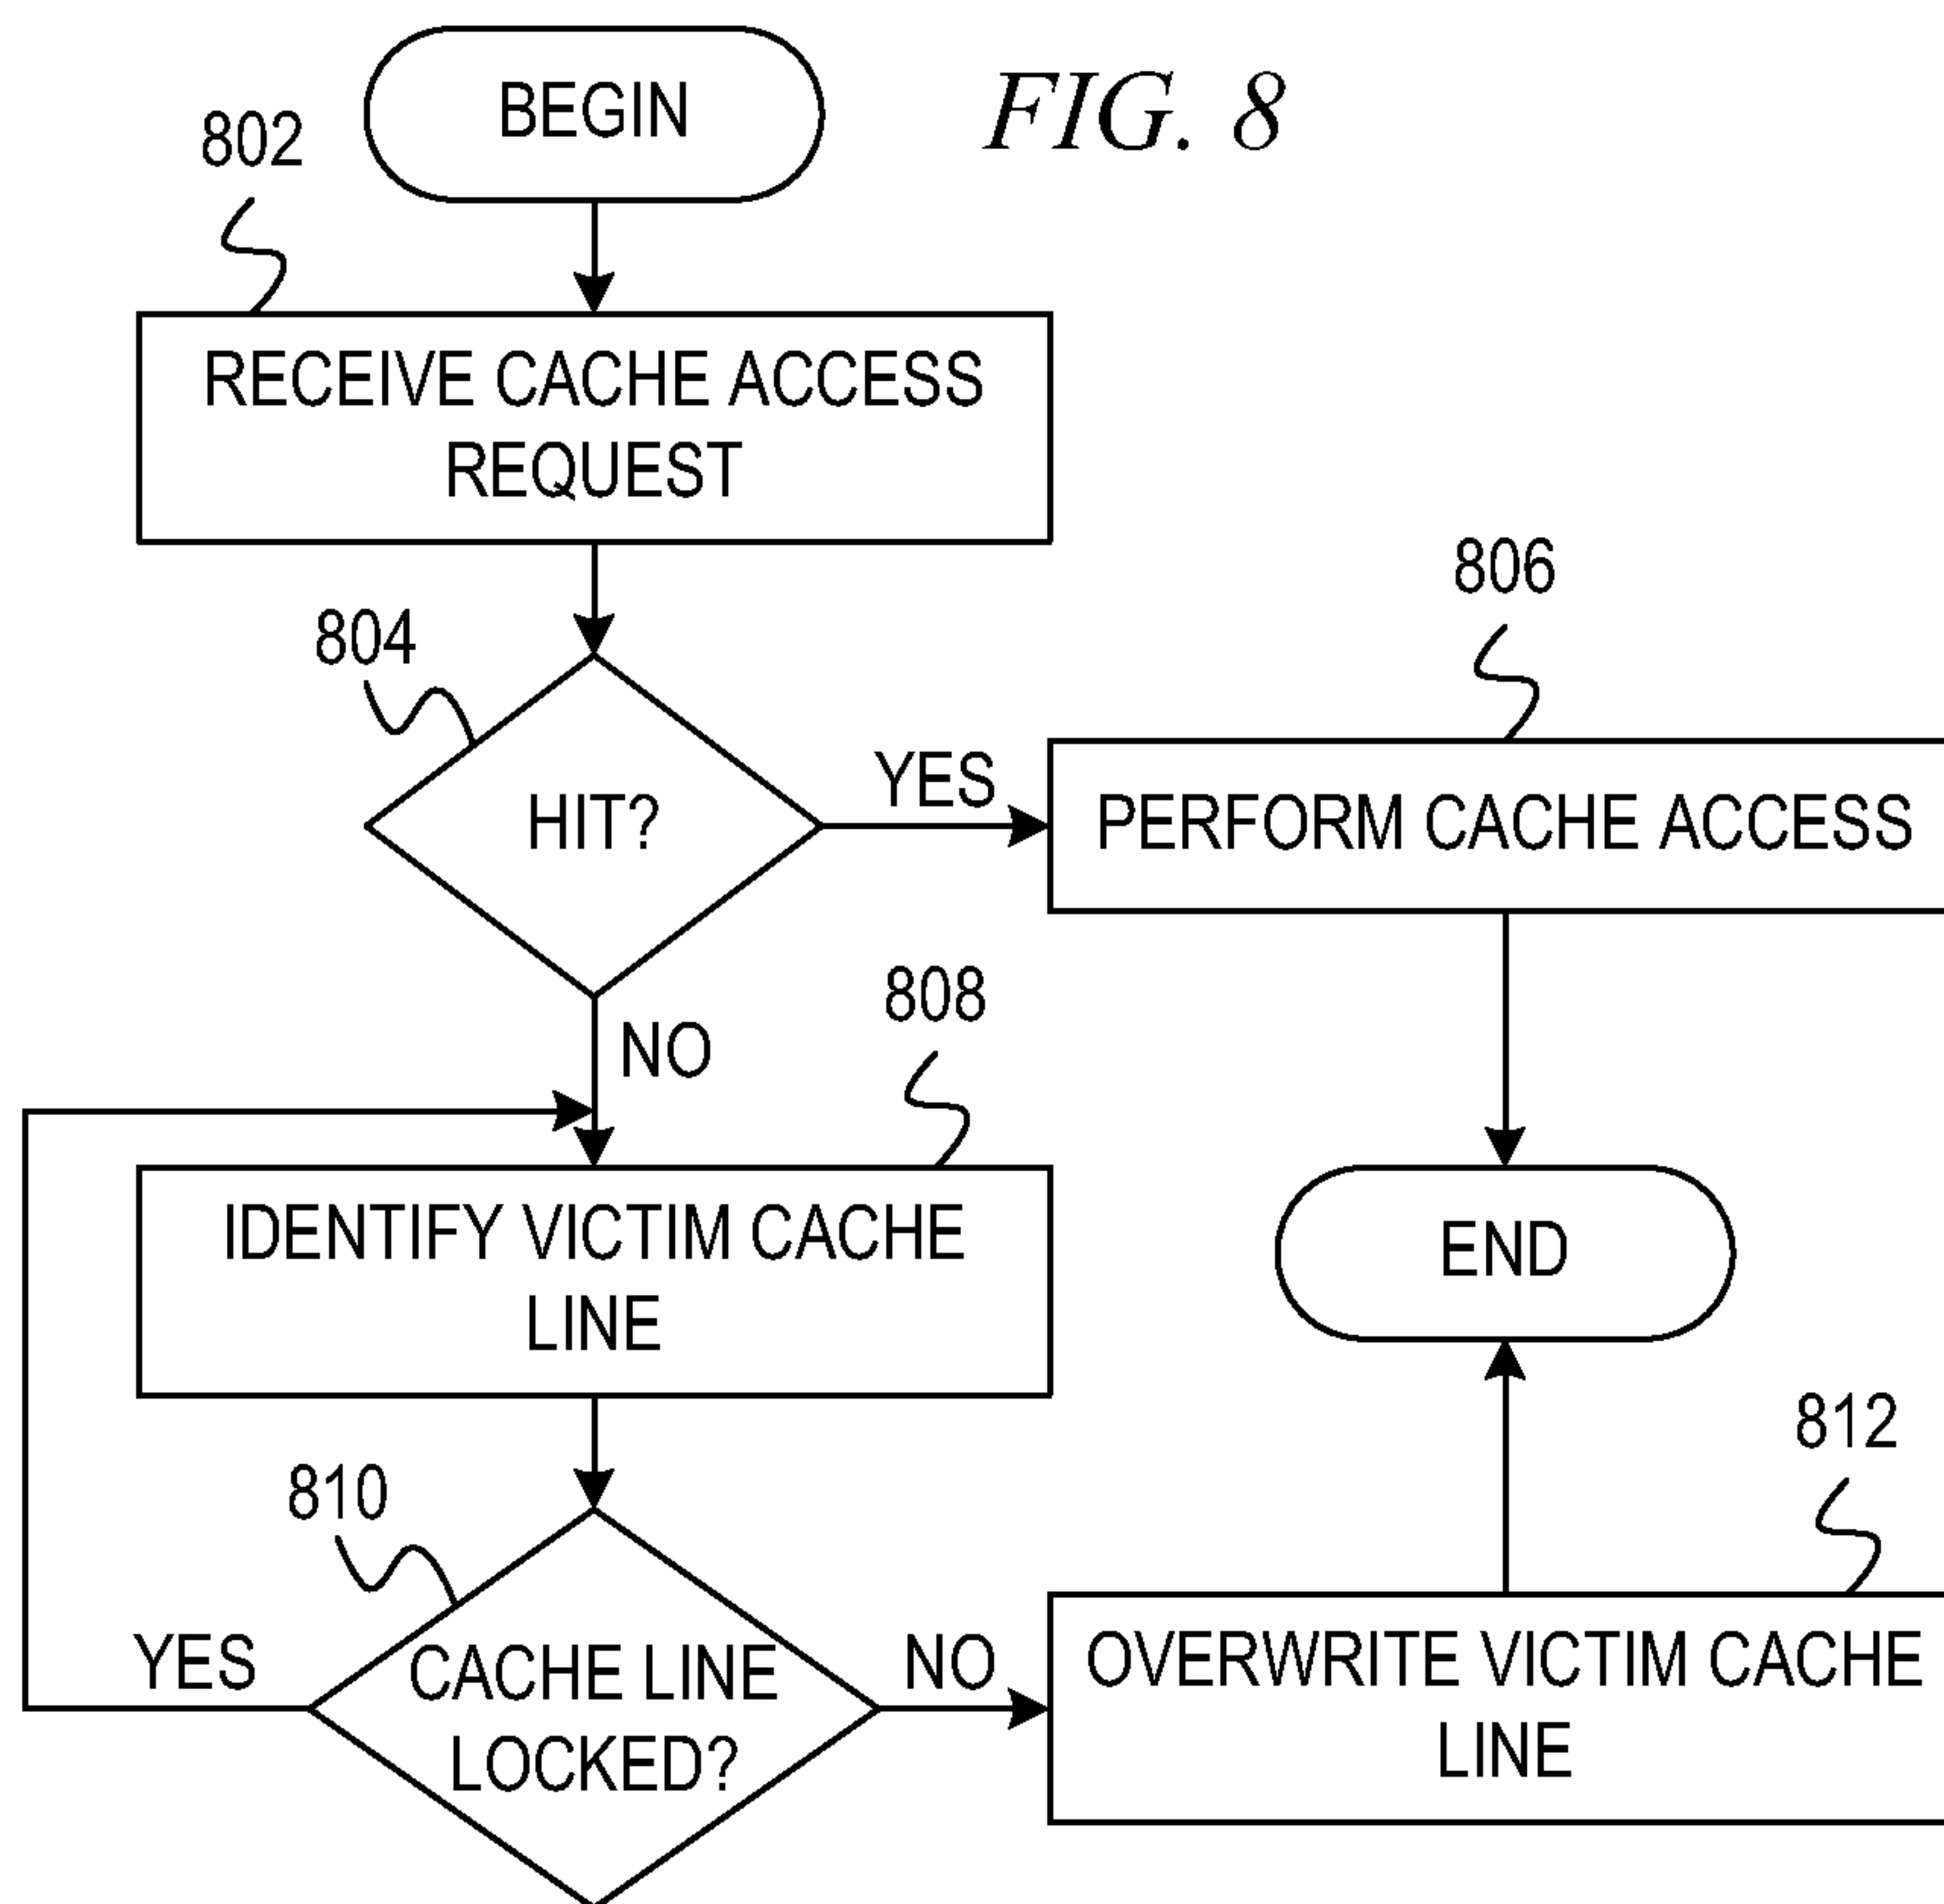 BEGIN
FIG. 8
802
RECEIVE CACHE ACCESS
REQUEST
804
HIT?
YES
806
PERFORM CACHE ACCESS
NO
808
IDENTIFY VICTIM CACHE
LINE
END
810
CACHE LINE
LOCKED?
YES
NO
812
OVERWRITE VICTIM CACHE
LINE